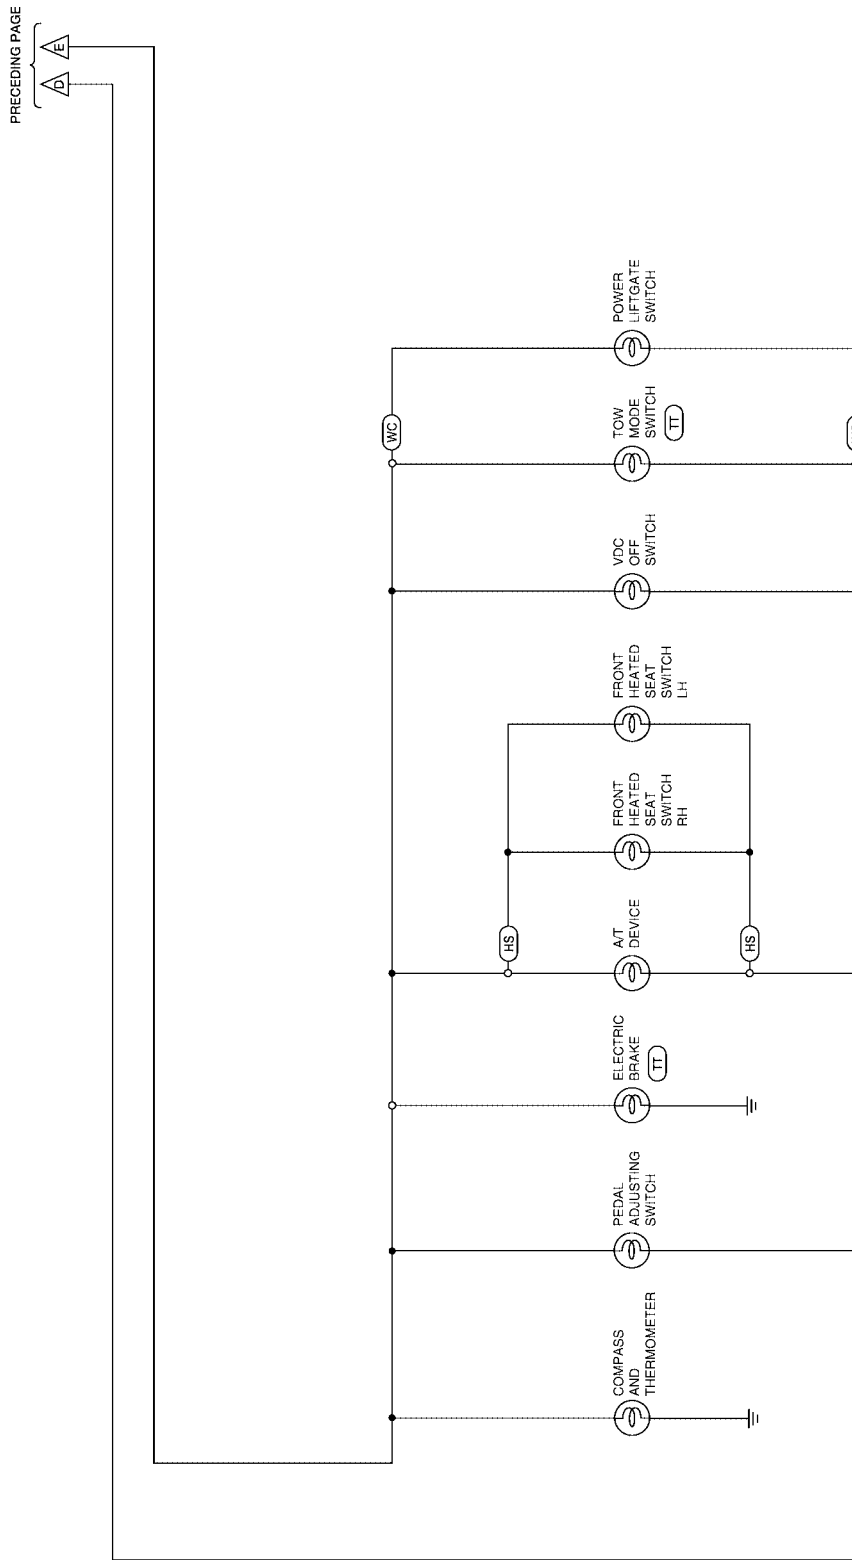 PRECEDING PAGE
E
D
POWER
LIFTGATE
SWITCH
WC
TOW
MODE
SWITCH
TT
VDC
OFF
SWITCH
FRONT
HEATED
SEAT
SWITCH
LH
FRONT
HEATED
SEAT
SWITCH
RH
HS
A/T
DEVICE
HS
ELECTRIC
BRAKE
TT
PEDAL
ADJUSTING
SWITCH
COMPASS
AND
THERMOMETER